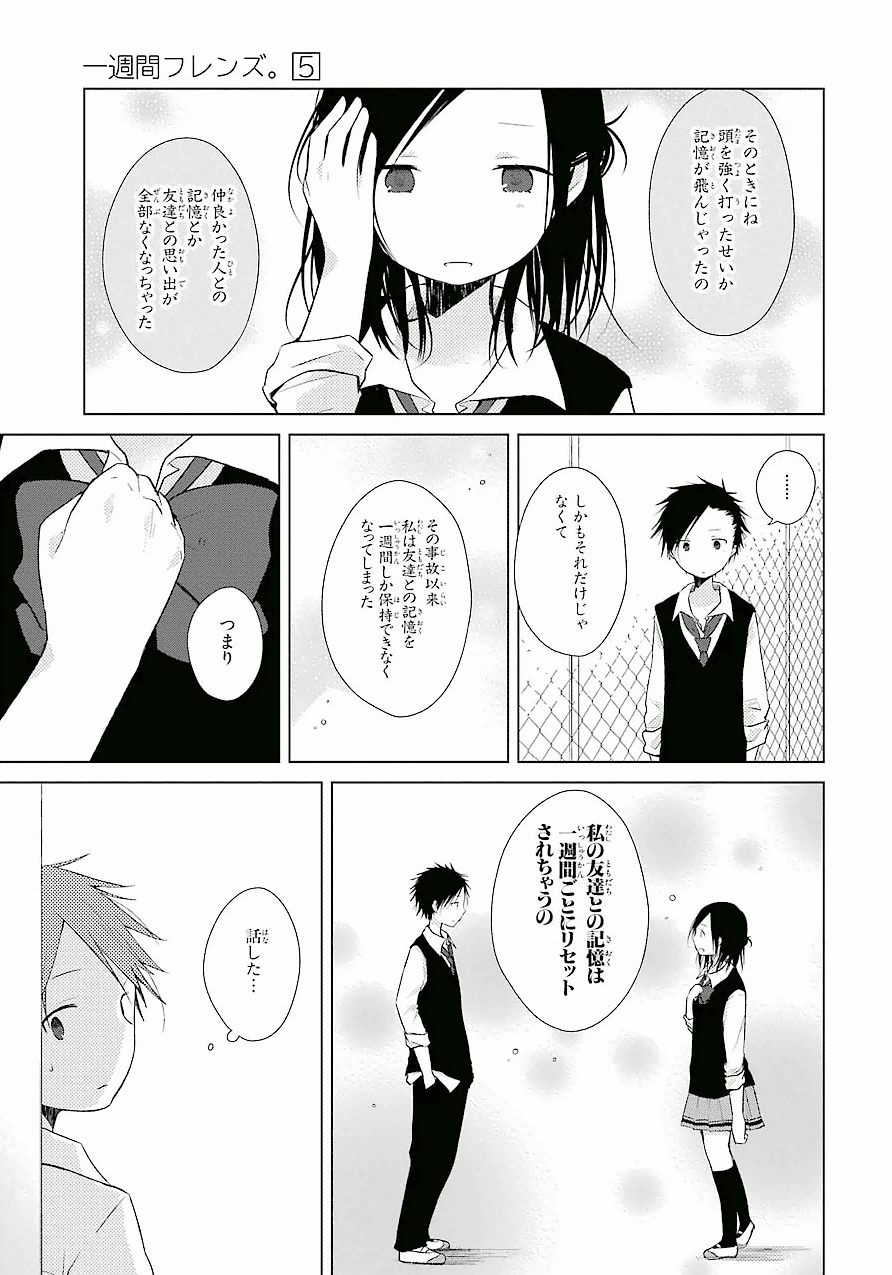 一週間フレンズ。5
そのときにね
頭を強く打ったせいか
記憶が飛んじゃったの
仲良かった人との
記憶とか
友達との思い出が
全部なくなっちゃった
……
しかもそれだけじゃ
なくて
その事故以来
私は友達との記憶を
一週間しか保持できなく
なってしまった
つまり
私の友達との記憶は
一週間ごとにリセット
されちゃうの
話した…